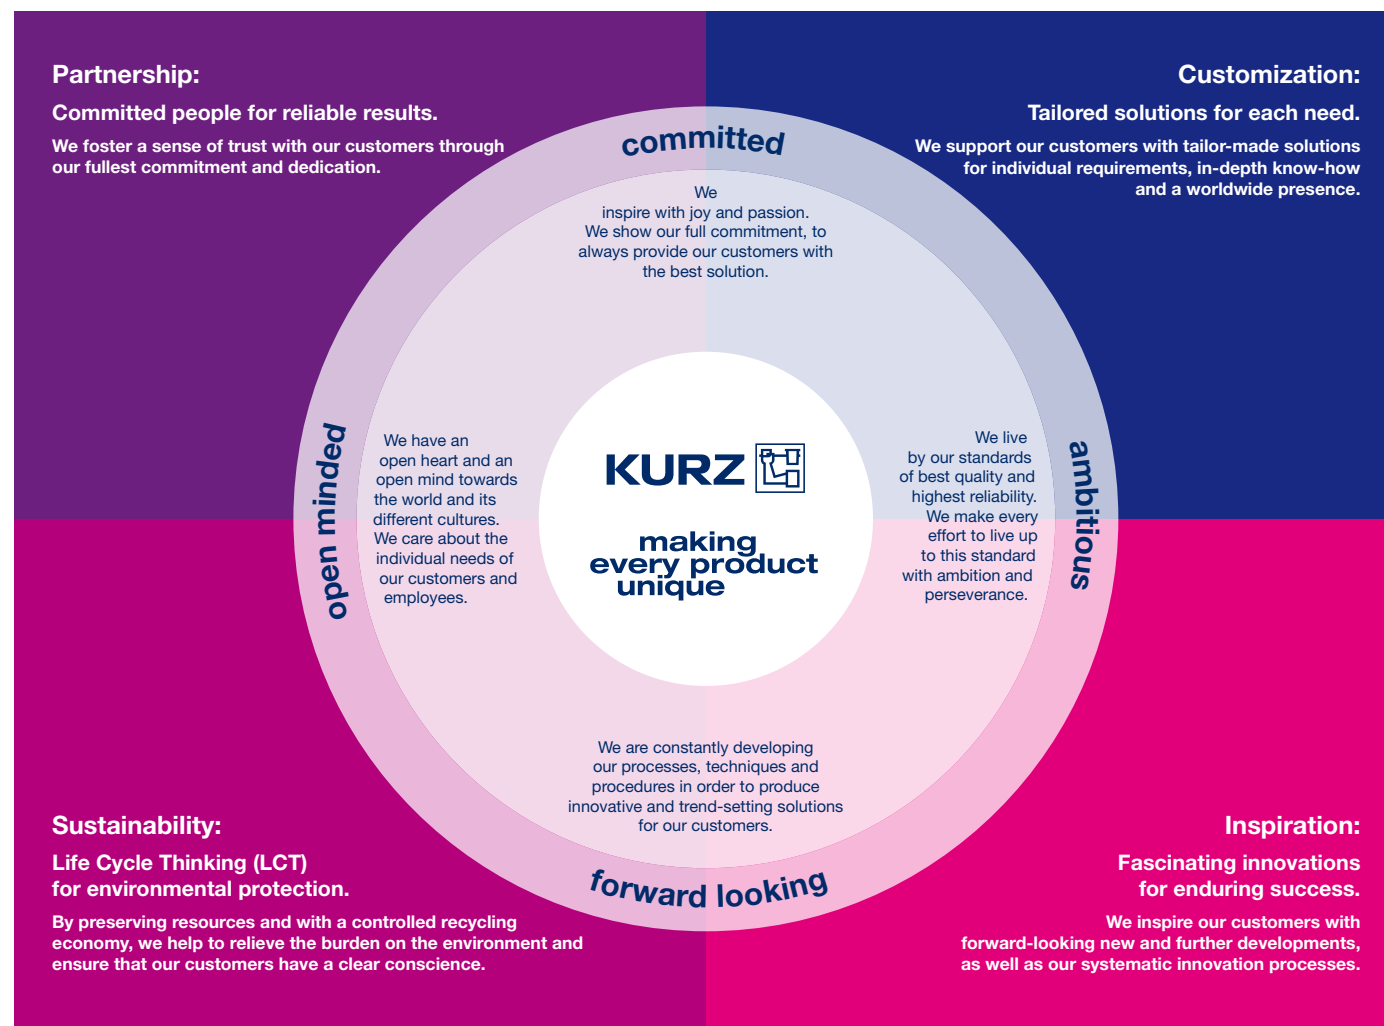 Partnership:
Committed people for reliable results.
We foster a sense of trust with our customers through
our fullest commitment and dedication.
Customization:
Tailored solutions for each need.
We support our customers with tailor-made solutions
for individual requirements, in-depth know-how
and a worldwide presence.
committed
We
inspire with joy and passion.
We show our full commitment, to
always provide our customers with
the best solution.
open minded
We have an
open heart and an
open mind towards
the world and its
different cultures.
We care about the
individual needs of
our customers and
employees.
KURZ
making
every product
unique
We live
by our standards
of best quality and
highest reliability.
We make every
effort to live up
to this standard
with ambition and
perseverance.
ambitious
We are constantly developing
our processes, techniques and
procedures in order to produce
innovative and trend-setting solutions
for our customers.
forward looking
Sustainability:
Life Cycle Thinking (LCT)
for environmental protection.
By preserving resources and with a controlled recycling
economy, we help to relieve the burden on the environment and
ensure that our customers have a clear conscience.
Inspiration:
Fascinating innovations
for enduring success.
We inspire our customers with
forward-looking new and further developments,
as well as our systematic innovation processes.